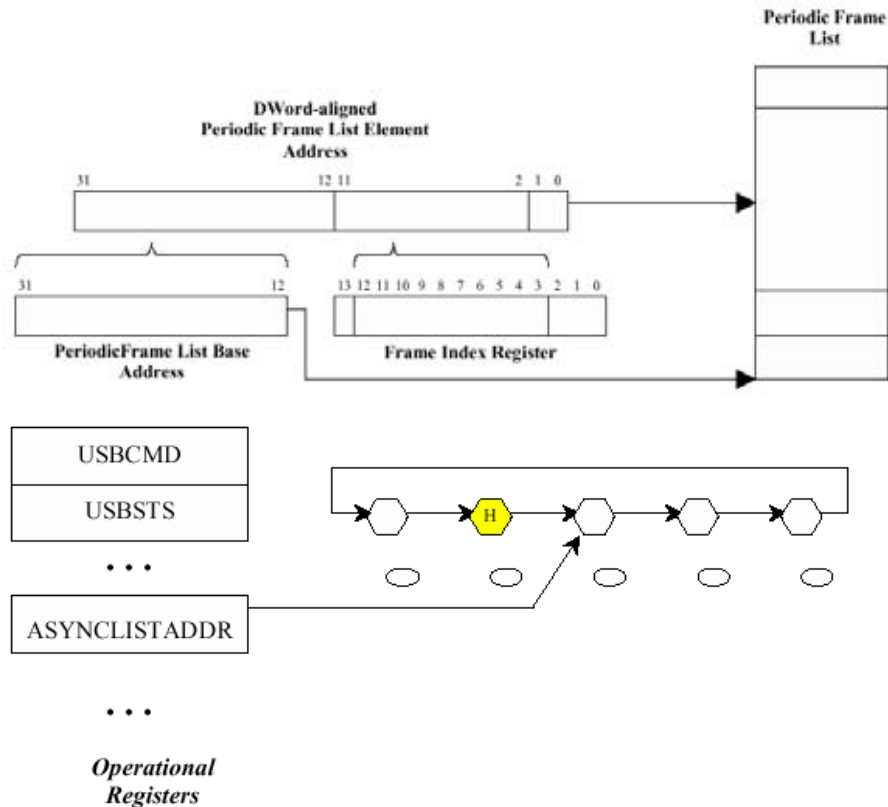 Periodic Frame
List
DWord-aligned
Periodic Frame List Element
Address
31 12 11 2 1 0
31 12 13 12 11 10 9 8 7 6 5 4 3 2 1 0
PeriodicFrame List Base
Address
Frame Index Register
USBCMD
USBSTS
• • •
H
ASYNCLISTADDR
• • •
Operational
Registers